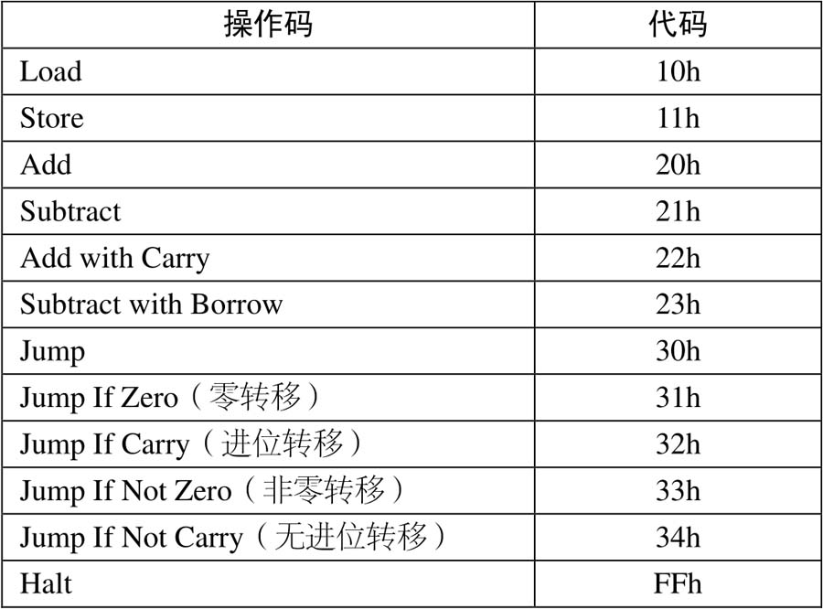 操作码 代码
Load 10h
Store 11h
Add 20h
Subtract 21h
Add with Carry 22h
Subtract with Borrow 23h
Jump 30h
Jump If Zero（零转移） 31h
Jump If Carry（进位转移） 32h
Jump If Not Zero（非零转移） 33h
Jump If Not Carry（无进位转移） 34h
Halt FFh